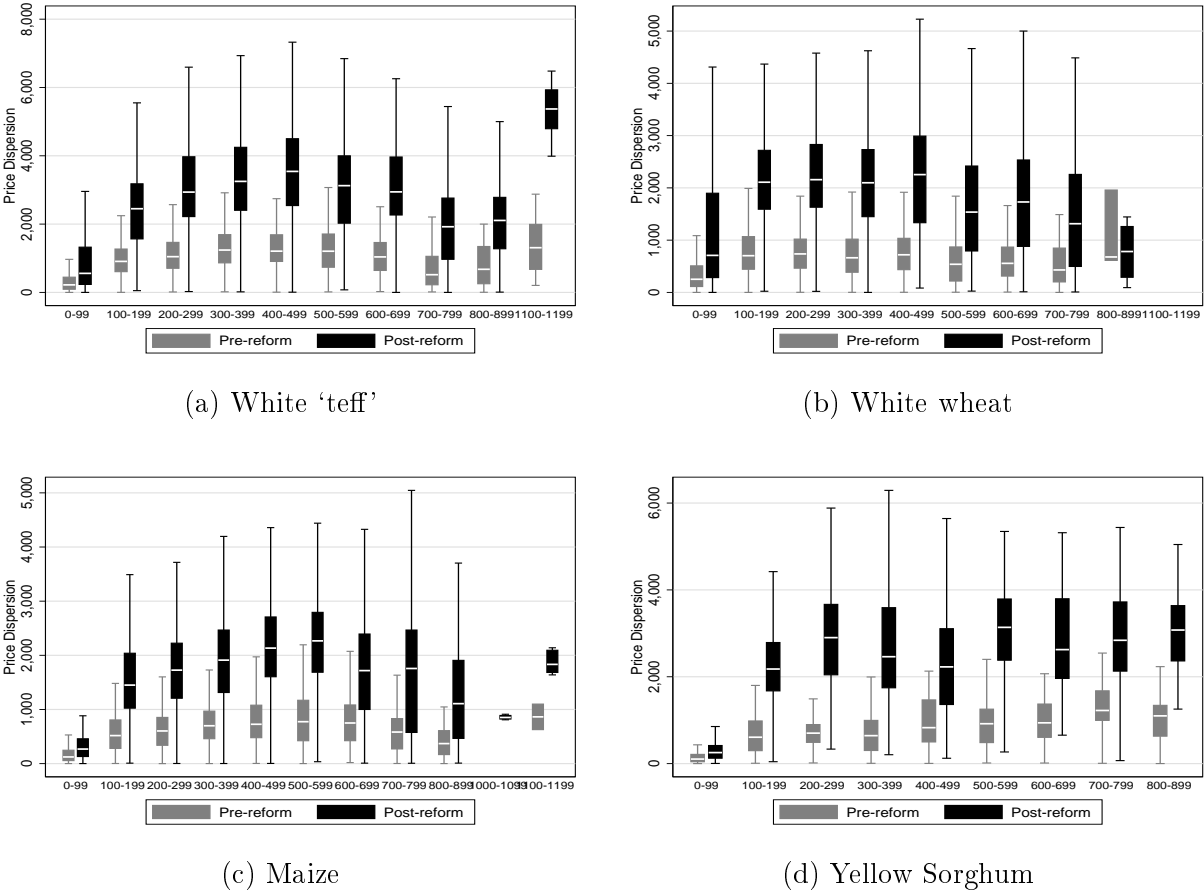 8,000
6,000
4,000
2,000
0
Price Dispersion
0-99 100-199 200-299 300-399 400-499 500-599 600-699 700-799 800-899 1100-1199
Pre-reform Post-reform
(a) White ‘teff’
5,000
4,000
3,000
2,000
1,000
0
Price Dispersion
0-99 100-199 200-299 300-399 400-499 500-599 600-699 700-799 800-899 1100-1199
Pre-reform Post-reform
(b) White wheat
5,000
4,000
3,000
2,000
1,000
0
Price Dispersion
0-99 100-199 200-299 300-399 400-499 500-599 600-699 700-799 800-899 1000-1099 1100-1199
Pre-reform Post-reform
(c) Maize
6,000
4,000
2,000
0
Price Dispersion
0-99 100-199 200-299 300-399 400-499 500-599 600-699 700-799 800-899
Pre-reform Post-reform
(d) Yellow Sorghum